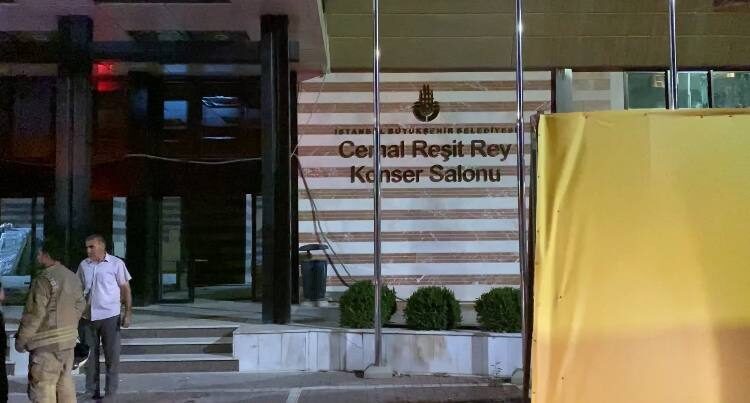 İSTANBUL BÜYÜKŞEHİR BELEDİYESİ
Cemal Reşit Rey
Konser Salonu